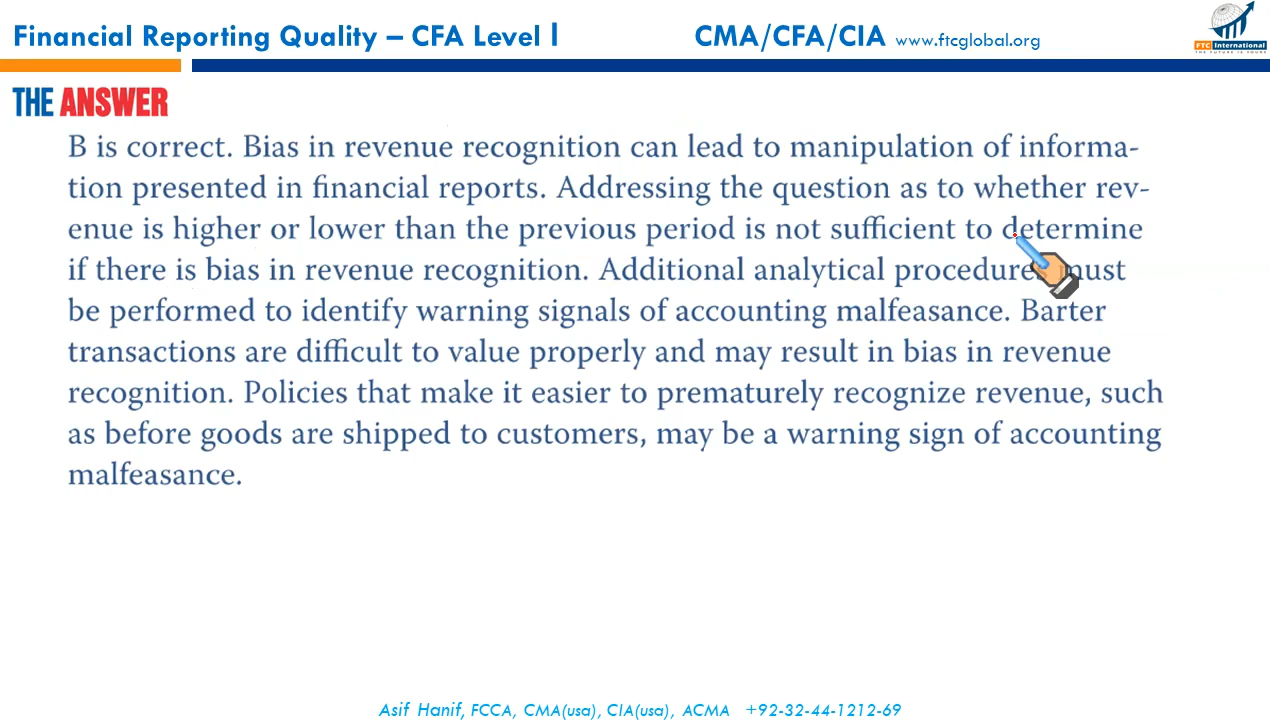 Financial Reporting Quality – CFA Level I CMA/CFA/CIA www.ftcglobal.org
FTC International
THE FUTURE IS YOURS
THE ANSWER
B is correct. Bias in revenue recognition can lead to manipulation of informa-
tion presented in financial reports. Addressing the question as to whether rev-
enue is higher or lower than the previous period is not sufficient to determine
if there is bias in revenue recognition. Additional analytical procedures must
be performed to identify warning signals of accounting malfeasance. Barter
transactions are difficult to value properly and may result in bias in revenue
recognition. Policies that make it easier to prematurely recognize revenue, such
as before goods are shipped to customers, may be a warning sign of accounting
malfeasance.
Asif Hanif, FCCA, CMA(usa), CIA(usa), ACMA +92-32-44-1212-69